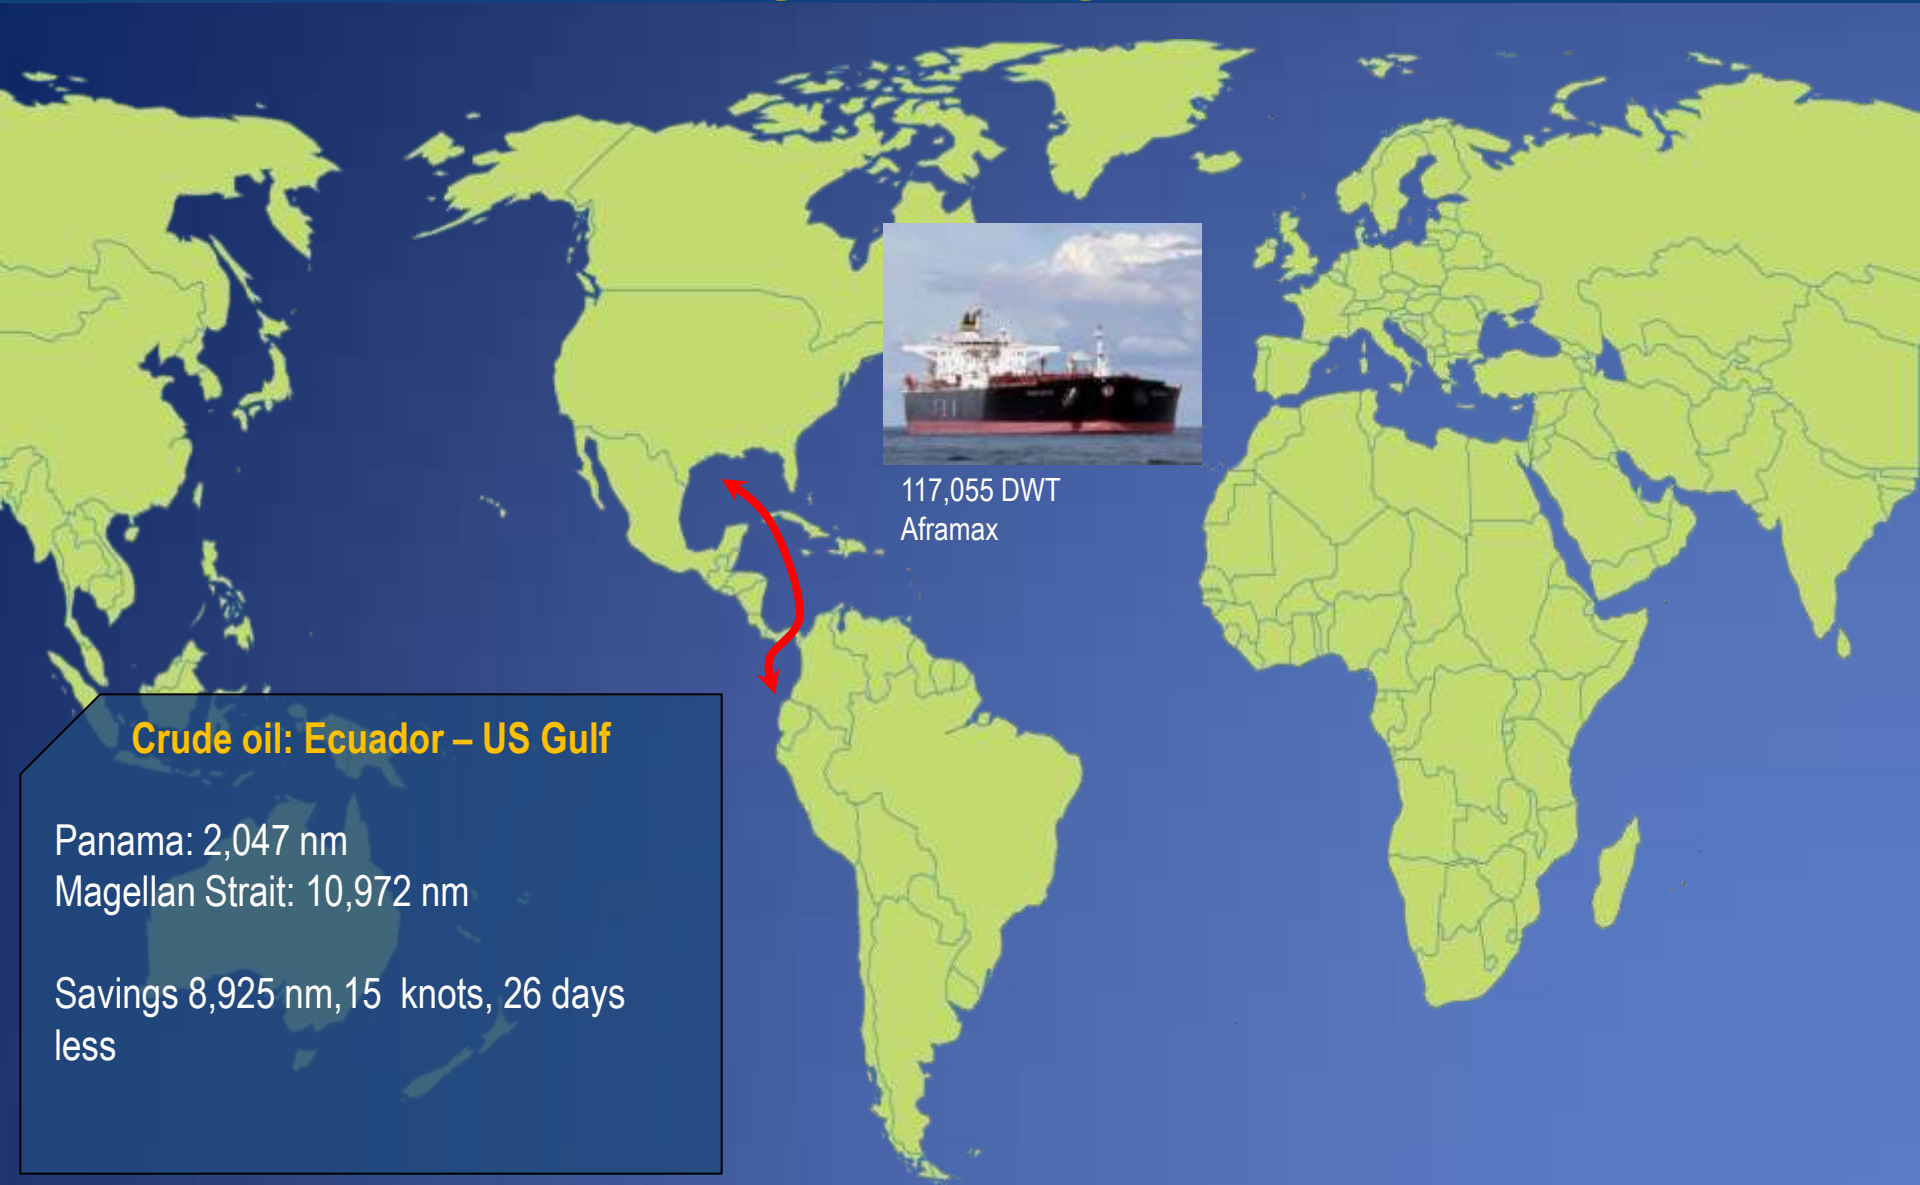 117,055 DWT
Aframax
Crude oil: Ecuador – US Gulf
Panama: 2,047 nm
Magellan Strait: 10,972 nm
Savings 8,925 nm,15 knots, 26 days
less